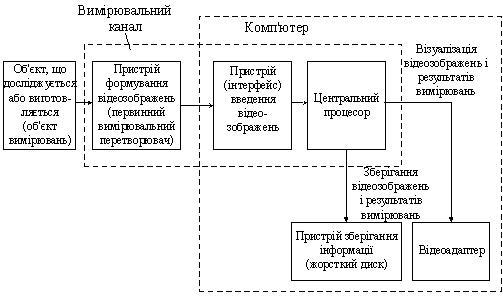 Вимірювальний
канал
Комп'ютер
Об'єкт, що
досліджується
або виготов-
ляється
(об'єкт
вимірювань)
Пристрій
формування
відеозображень
(первинний
вимірювальний
перетворювач)
Пристрій
(інтерфейс)
введення
відео-
зображень
Центральний
процесор
Візуалізація
відеозображень і
результатів
вимірювань
Зберігання
відеозображень
і результатів
вимірювань
Пристрій зберігання
інформації
(жорсткий диск)
Відеоадаптер